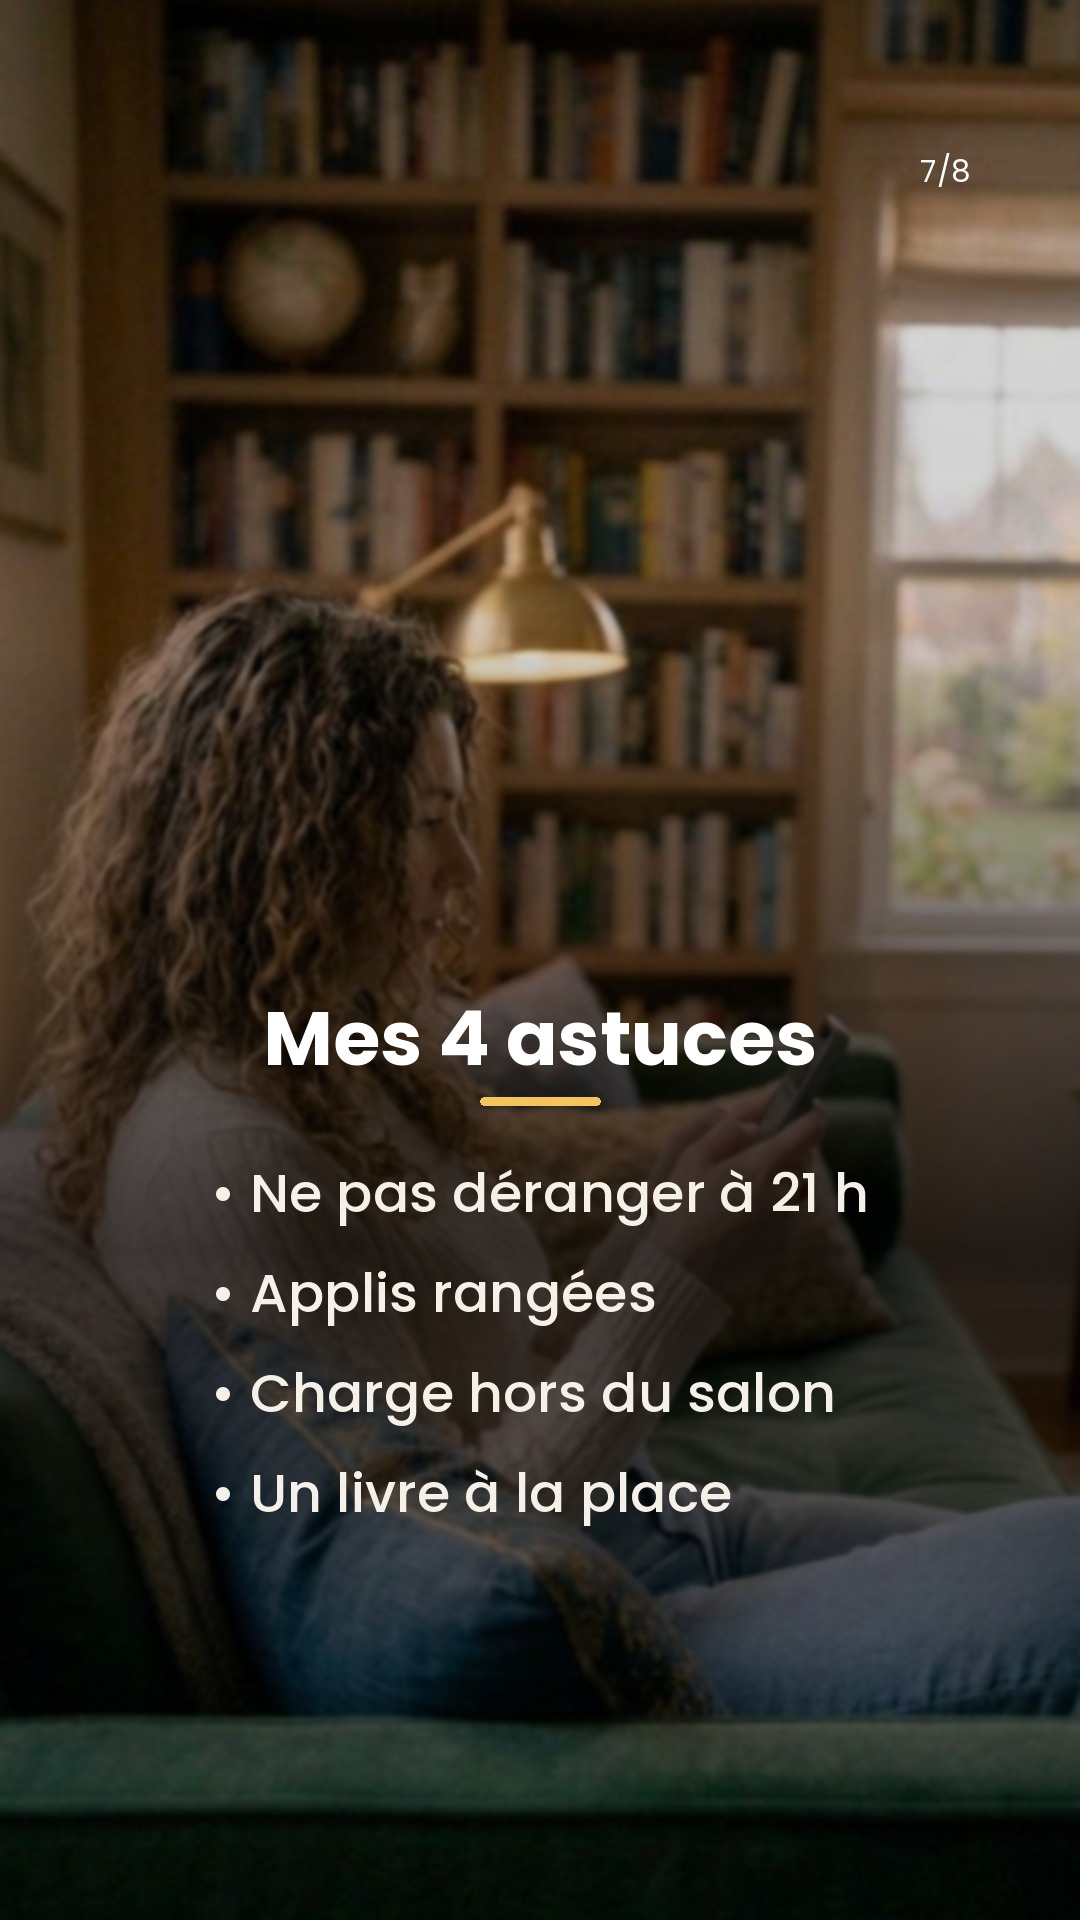 7/8
Mes 4 astuces
• Ne pas déranger à 21 h
• Applis rangées
• Charge hors du salon
• Un livre à la place